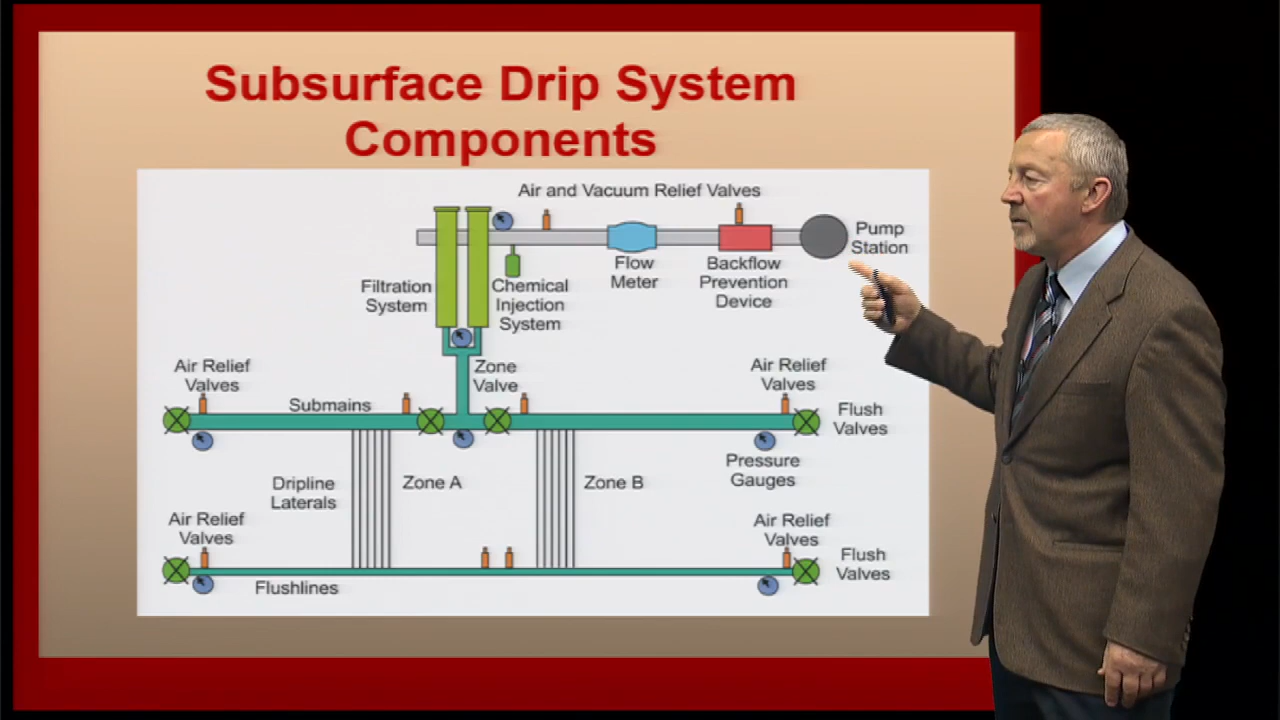 Subsurface Drip System
Components
Air and Vacuum Relief Valves
Pump
Station
Flow
Meter
Backflow
Prevention
Device
Filtration
System
Chemical
Injection
System
Air Relief
Valves
Zone
Valve
Air Relief
Valves
Submains
Flush
Valves
Pressure
Gauges
Dripline
Laterals
Zone A
Zone B
Air Relief
Valves
Air Relief
Valves
Flush
Valves
Flushlines